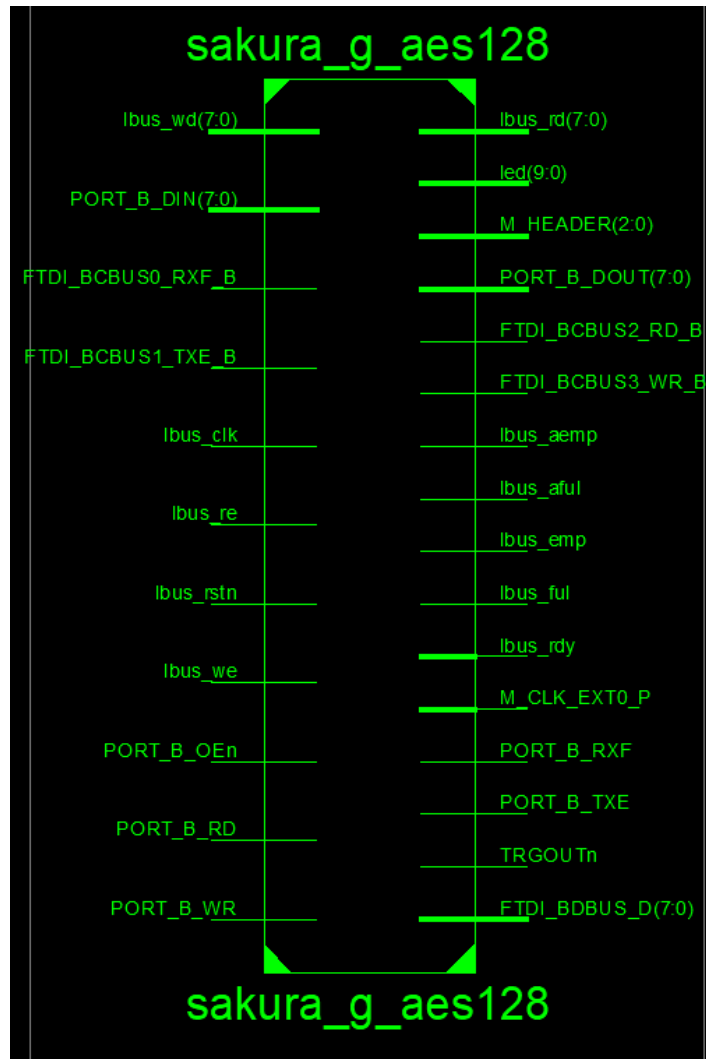 sakura_g_aes128
lbus_wd(7:0)
PORT_B_DIN(7:0)
FTDI_BCBUS0_RXF_B
FTDI_BCBUS1_TXE_B
lbus_clk
lbus_re
lbus_rstn
lbus_we
PORT_B_OEn
PORT_B_RD
PORT_B_WR
lbus_rd(7:0)
led(9:0)
M_HEADER(2:0)
PORT_B_DOUT(7:0)
FTDI_BCBUS2_RD_B
FTDI_BCBUS3_WR_B
lbus_aemp
lbus_aful
lbus_emp
lbus_ful
lbus_rdy
M_CLK_EXT0_P
PORT_B_RXF
PORT_B_TXE
TRGOUTn
FTDI_BDBUS_D(7:0)
sakura_g_aes128